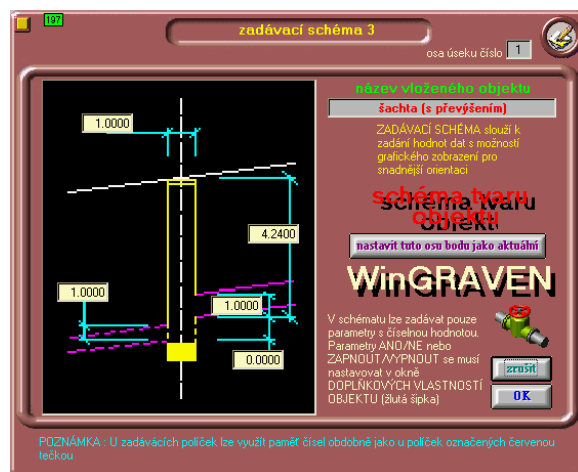 197
zadávací schéma 3
osa úseku číslo 1
název vloženého objektu
šachta (s převýšením)
ZADÁVACÍ SCHÉMA slouží k
zadání hodnot dat s možností
grafického zobrazení pro
snadnější orientaci
schéma tvaru
objektu
nastavit tuto osu bodu jako aktuální
WinGRAVEN
V schématu lze zadávat pouze
parametry s číselnou hodnotou.
Parametry ANO/NE nebo
ZAPNOUT/VYPNOUT se musí
nastavovat v okně
DOPLŇKOVÝCH VLASTNOSTÍ
OBJEKTU (žlutá šipka)
zrušit
OK
1.0000
4.2400
1.0000
1.0000
0.0000
POZNÁMKA : U zadávácích políček lze využít paměť čísel obdobně jako u políček označených červenou
tečkou